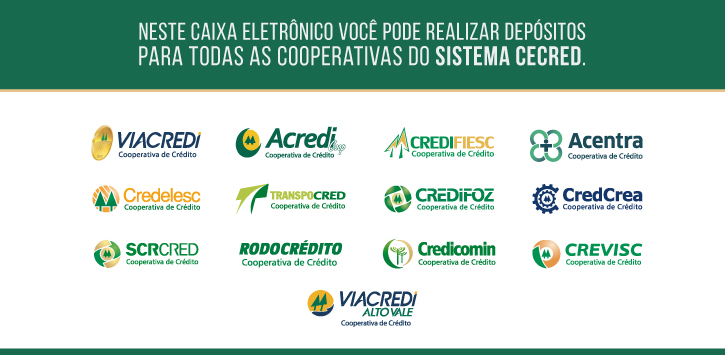 NESTE CAIXA ELETRÔNICO VOCÊ PODE REALIZAR DEPÓSITOS
PARA TODAS AS COOPERATIVAS DO SISTEMA CECRED.
VIACREDI
Cooperativa de Crédito
Acredi Coop
Cooperativa de Crédito
CREDIFIESC
Cooperativa de Crédito
Acentra
Cooperativa de Crédito
Credelesc
Cooperativa de Crédito
TRANSPOCRED
Cooperativa de Crédito
CREDIFOZ
Cooperativa de Crédito
CredCrea
Cooperativa de Crédito
SCRCRED
Cooperativa de Crédito
RODOCRÉDITO
Cooperativa de Crédito
Credicomin
Cooperativa de Crédito
CREVISC
Cooperativa de Crédito
VIACREDI
ALTO VALE
Cooperativa de Crédito